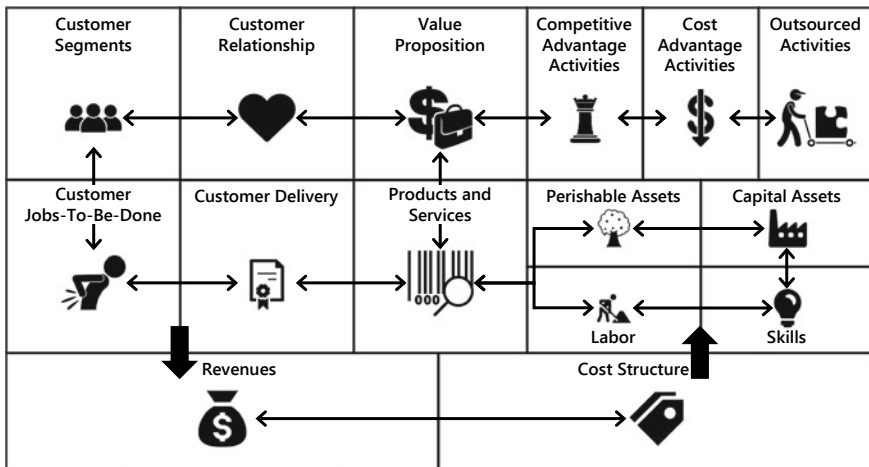 Customer
Segments
Customer
Relationship
Value
Proposition
Competitive
Advantage
Activities
Cost
Advantage
Activities
Outsourced
Activities
Customer
Jobs-To-Be-Done
Customer Delivery
Products and
Services
Perishable Assets
Capital Assets
Labor
Skills
Revenues
Cost Structure